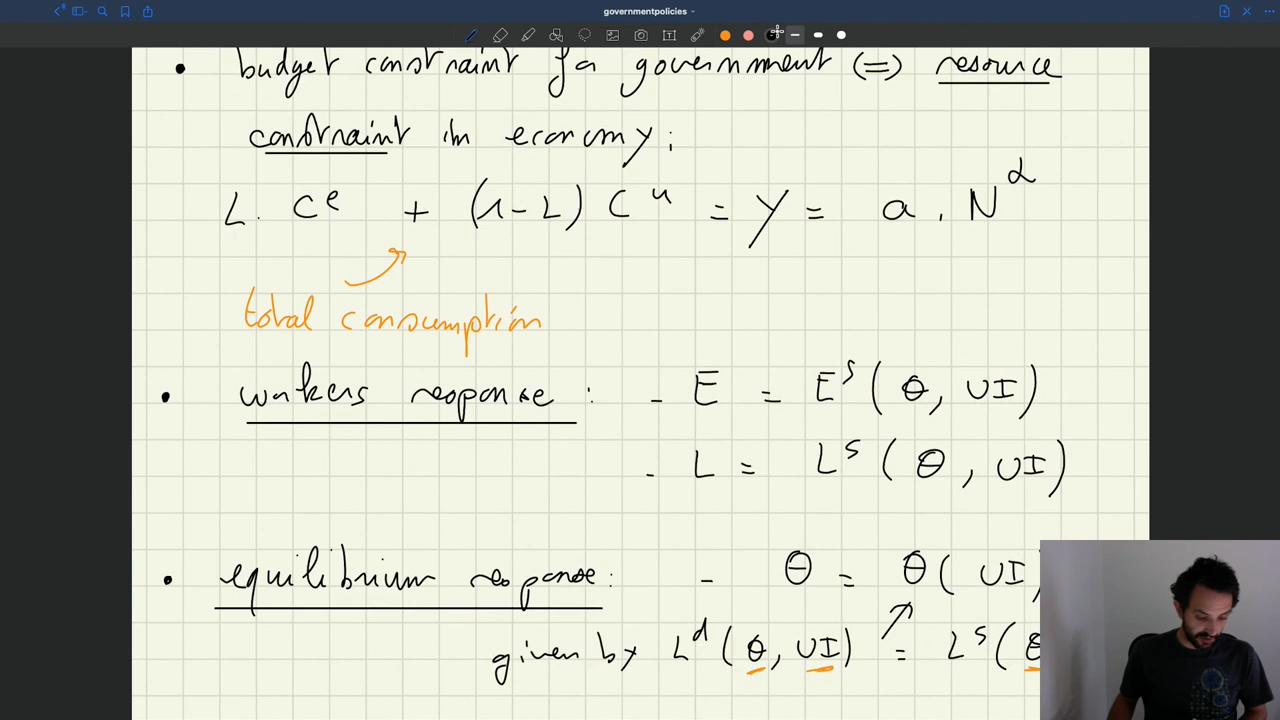 governmentpolicies
• budget constraint for government (=) resource
constraint in economy:
L. C^e + (1-L) C^u = Y = a . N^α
total consumption
• workers response : - E = E^s (θ, UI)
- L = L^s (θ, UI)
• equilibrium response: - θ = θ( UI
given by L^d (θ, UI) = L^s (θ